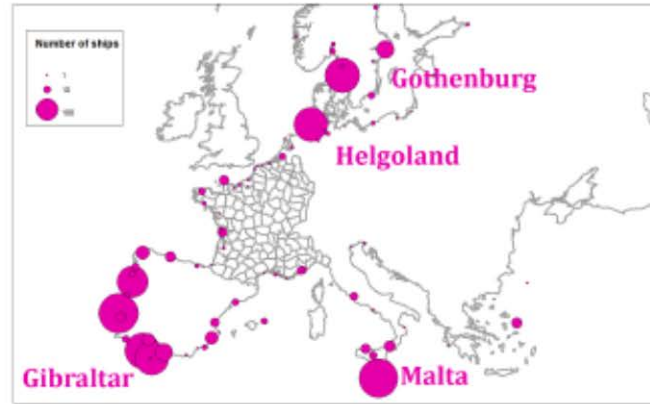 Number of ships
1
10
100
Gothenburg
Helgoland
Gibraltar
Malta